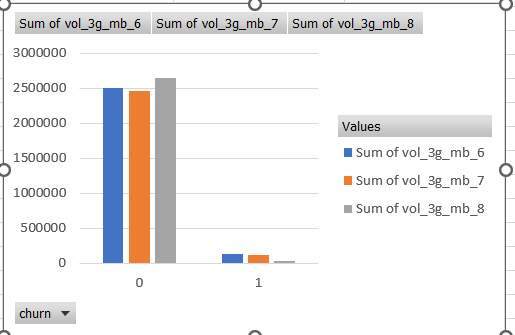 Sum of vol_3g_mb_6 Sum of vol_3g_mb_7 Sum of vol_3g_mb_8
3000000
2500000
2000000
1500000
1000000
500000
0
0 1
Values
Sum of vol_3g_mb_6
Sum of vol_3g_mb_7
Sum of vol_3g_mb_8
churn